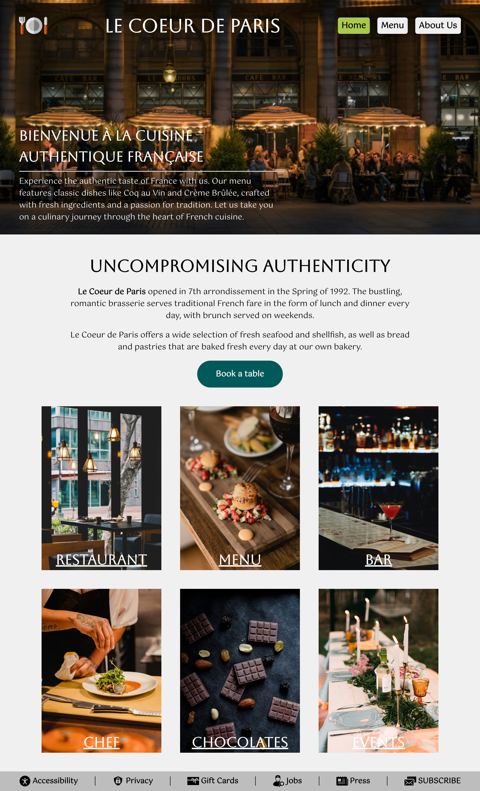 LE COEUR DE PARIS
Home
Menu
About Us
CAFE BAR
CAFE BAR
BIENVENUE À LA CUISINE
AUTHENTIQUE FRANÇAISE
Experience the authentic taste of France with us. Our menu
features classic dishes like Coq au Vin and Crème Brûlée, crafted
with fresh ingredients and a passion for tradition. Let us take you
on a culinary journey through the heart of French cuisine.
UNCOMPROMISING AUTHENTICITY
Le Coeur de Paris opened in 7th arrondissement in the Spring of 1992. The bustling,
romantic brasserie serves traditional French fare in the form of lunch and dinner every
day, with brunch served on weekends.
Le Coeur de Paris offers a wide selection of fresh seafood and shellfish, as well as bread
and pastries that are baked fresh every day at our own bakery.
Book a table
RESTAURANT
MENU
BAR
CHEF
CHOCOLATES
EVENTS
Accessibility
Privacy
Gift Cards
Jobs
Press
SUBSCRIBE